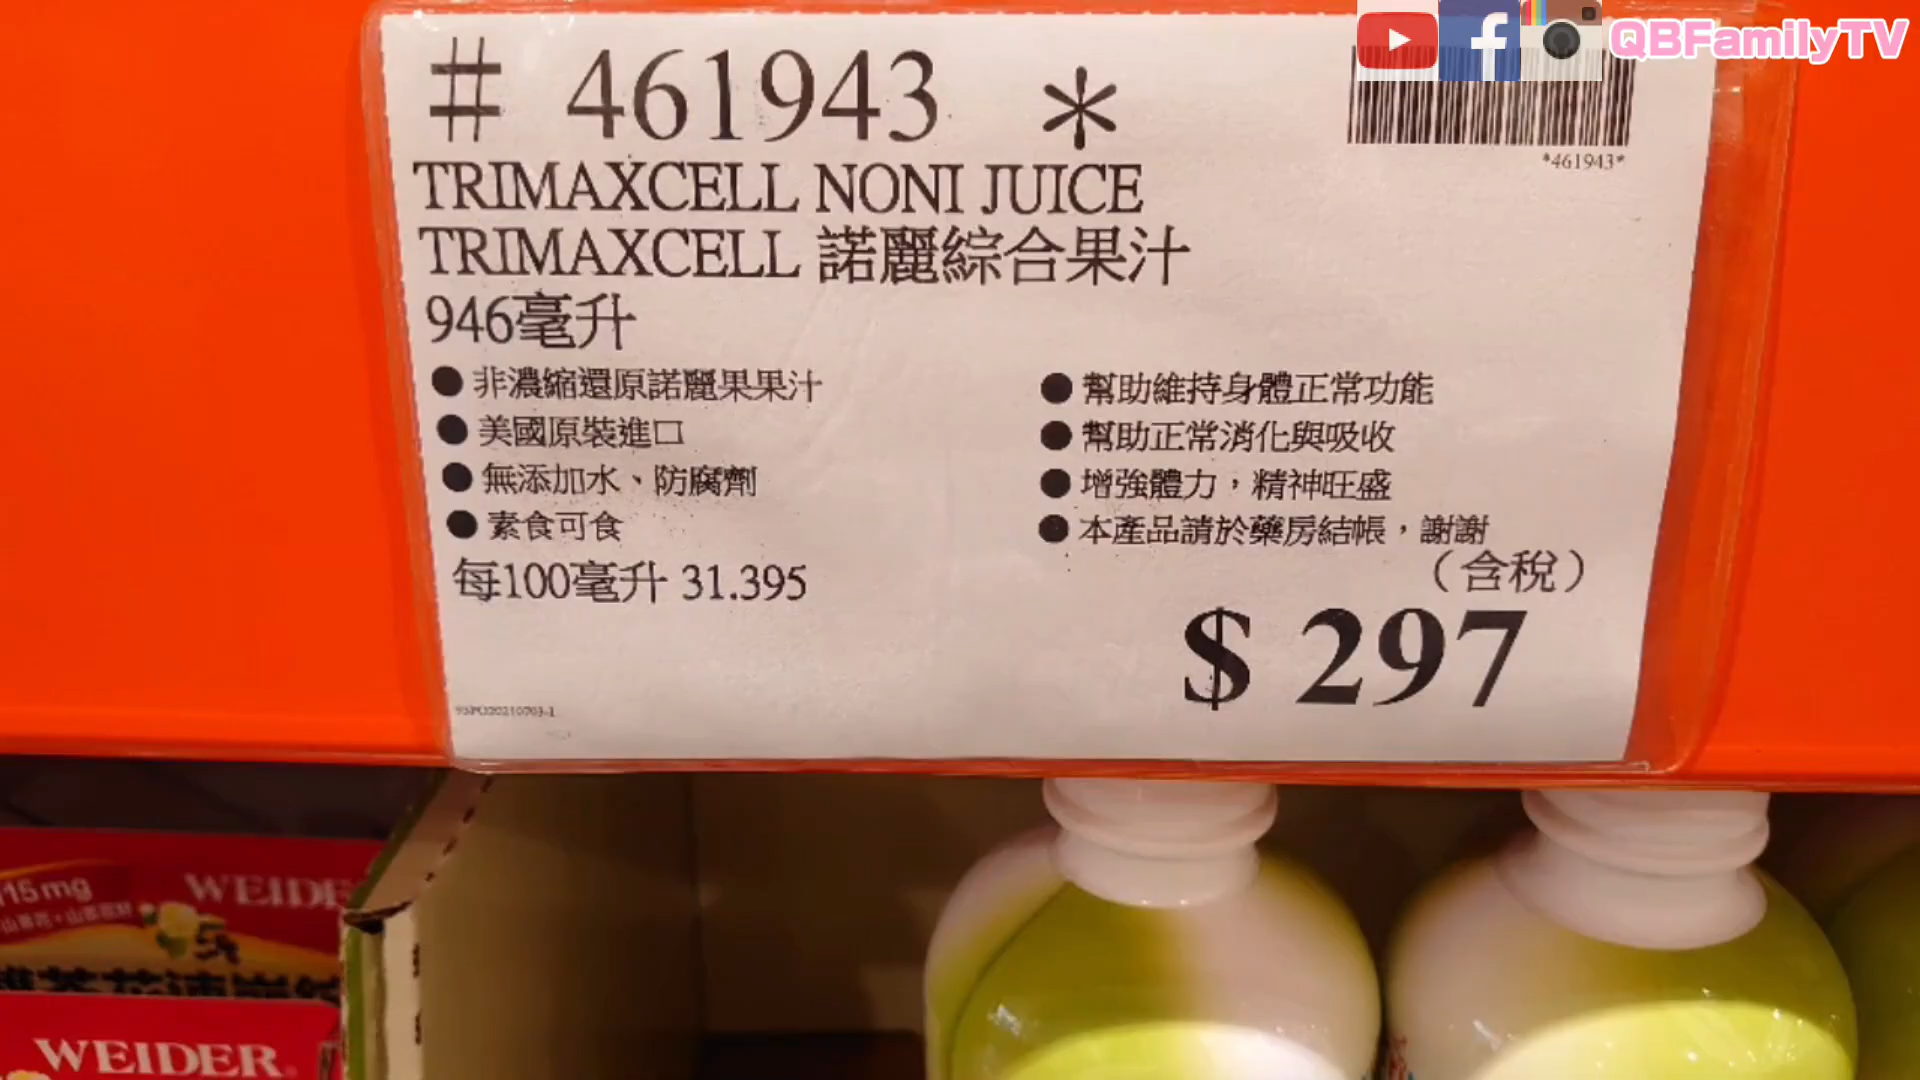 QBFamilyTV
# 461943 *
*461943*
TRIMAXCELL NONI JUICE
TRIMAXCELL 諾麗綜合果汁
946毫升
●非濃縮還原諾麗果果汁
●美國原裝進口
●無添加水、防腐劑
●素食可食
●幫助維持身體正常功能
●幫助正常消化與吸收
●增強體力，精神旺盛
●本產品請於藥房結帳，謝謝
每100毫升 31.395
（含稅）
$ 297
115mg
WEIDE
WEIDER